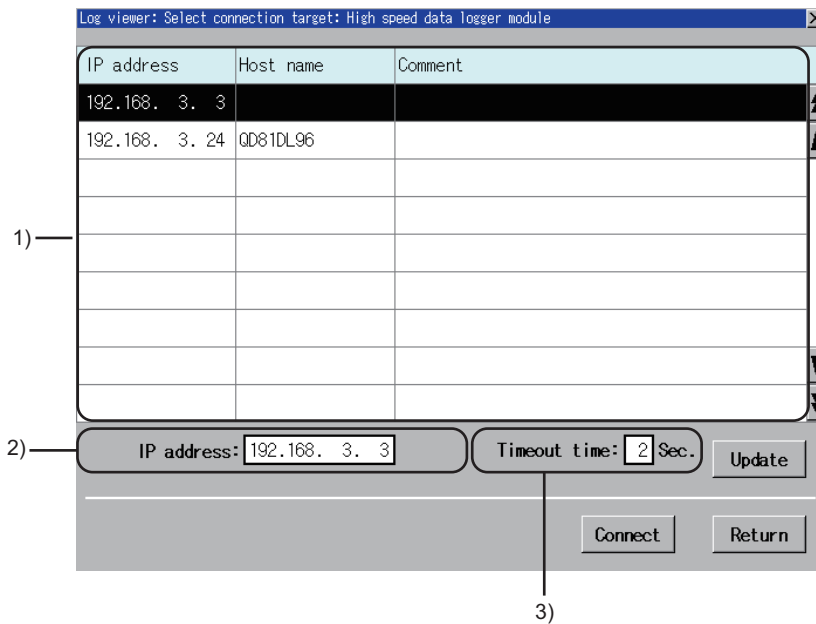 Log viewer: Select connection target: High speed data logger module
IP address Host name Comment
192.168. 3. 3
192.168. 3. 24 QD81DL96
1)
2)
IP address: 192.168. 3. 3 Timeout time: 2 Sec. Update
Connect Return
3)